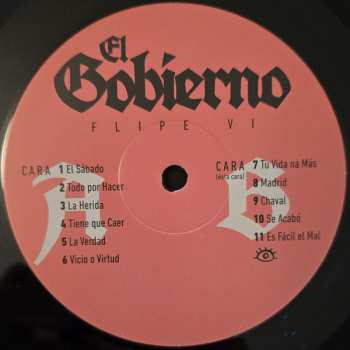 El
Gobierno
FLIPE VI
CARA A
1 El Sábado
2 Todo por Hacer
3 La Herida
4 Tiene que Caer
5 La Verdad
6 Vicio o Virtud
CARA B
(esta cara)
7 Tu Vida na Más
8 Madrid
9 Chaval
10 Se Acabó
11 Es Fácil el Mal